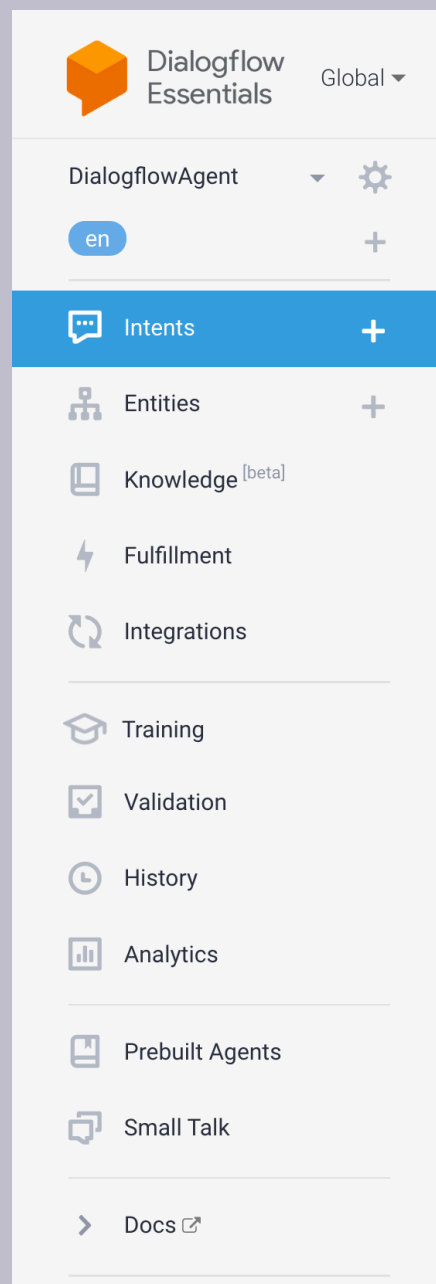 Dialogflow
Essentials
Global
DialogflowAgent
en
Intents
Entities
Knowledge [beta]
Fulfillment
Integrations
Training
Validation
History
Analytics
Prebuilt Agents
Small Talk
Docs